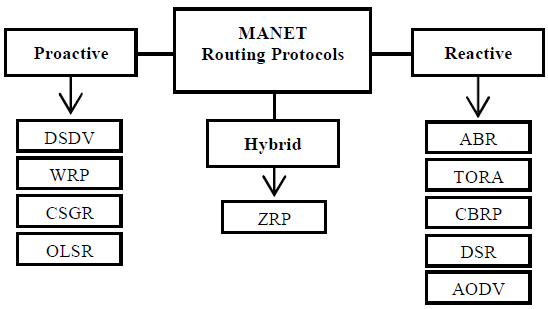 MANET
Routing Protocols
Proactive
DSDV
WRP
CSGR
OLSR
Hybrid
ZRP
Reactive
ABR
TORA
CBRP
DSR
AODV